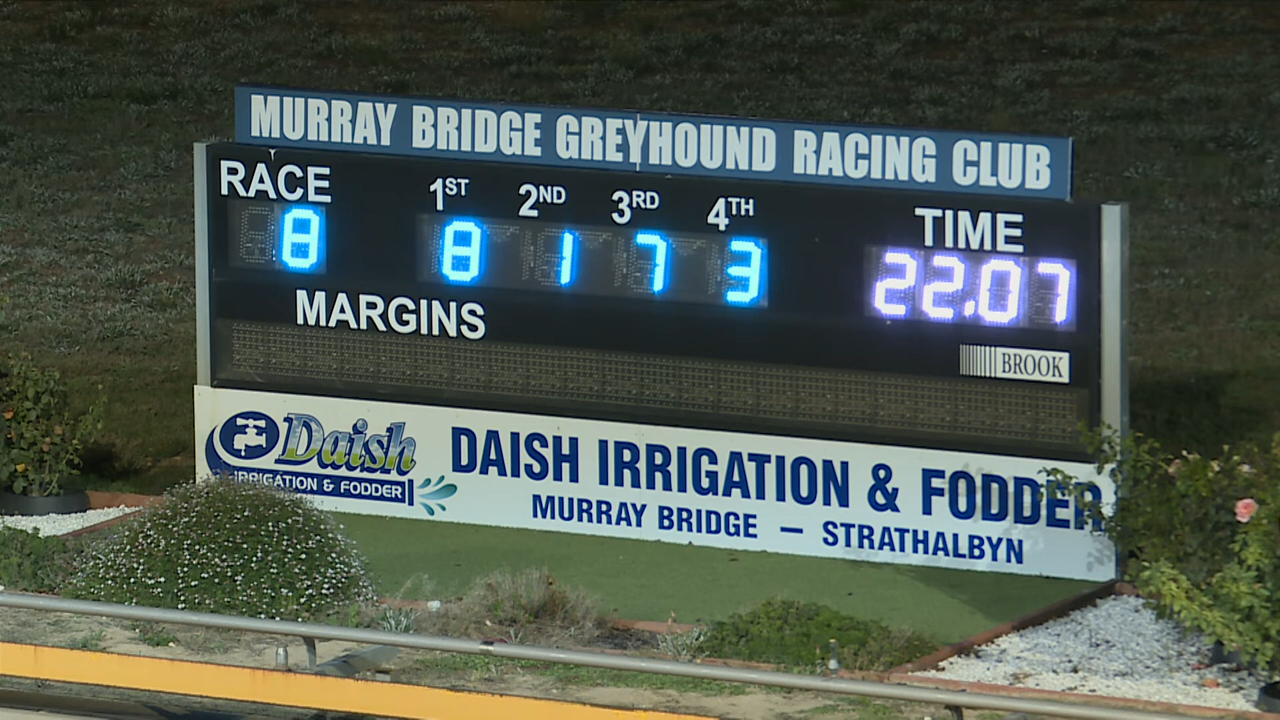 MURRAY BRIDGE GREYHOUND RACING CLUB
RACE 1ST 2ND 3RD 4TH TIME
8 8 1 7 3 22.07
MARGINS
BROOK
Daish
IRRIGATION & FODDER
DAISH IRRIGATION & FODDER
MURRAY BRIDGE – STRATHALBYN